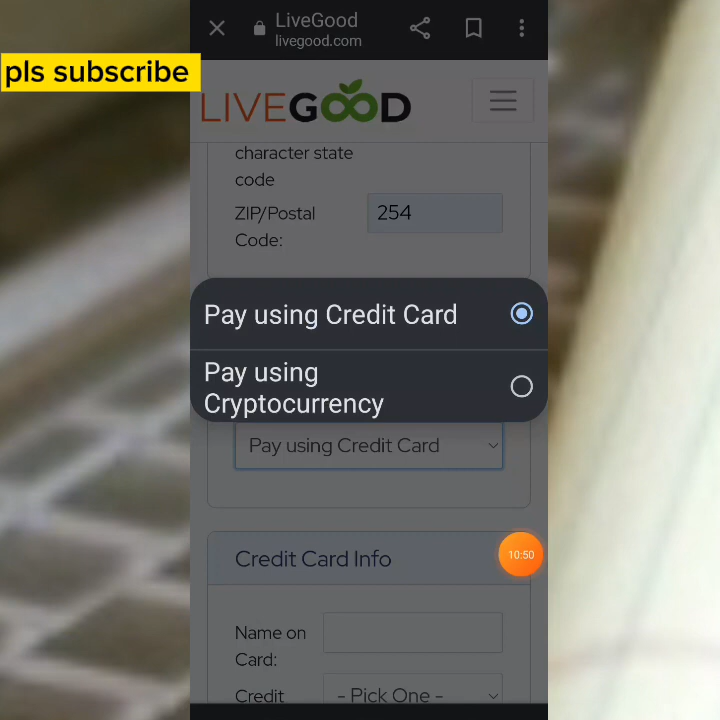 LiveGood
livegood.com
pls subscribe
LIVEGOOD
character state
code
ZIP/Postal
Code:
254
Pay using Credit Card
Pay using
Cryptocurrency
Pay using Credit Card
Credit Card Info
10:50
Name on
Card:
Credit
- Pick One -